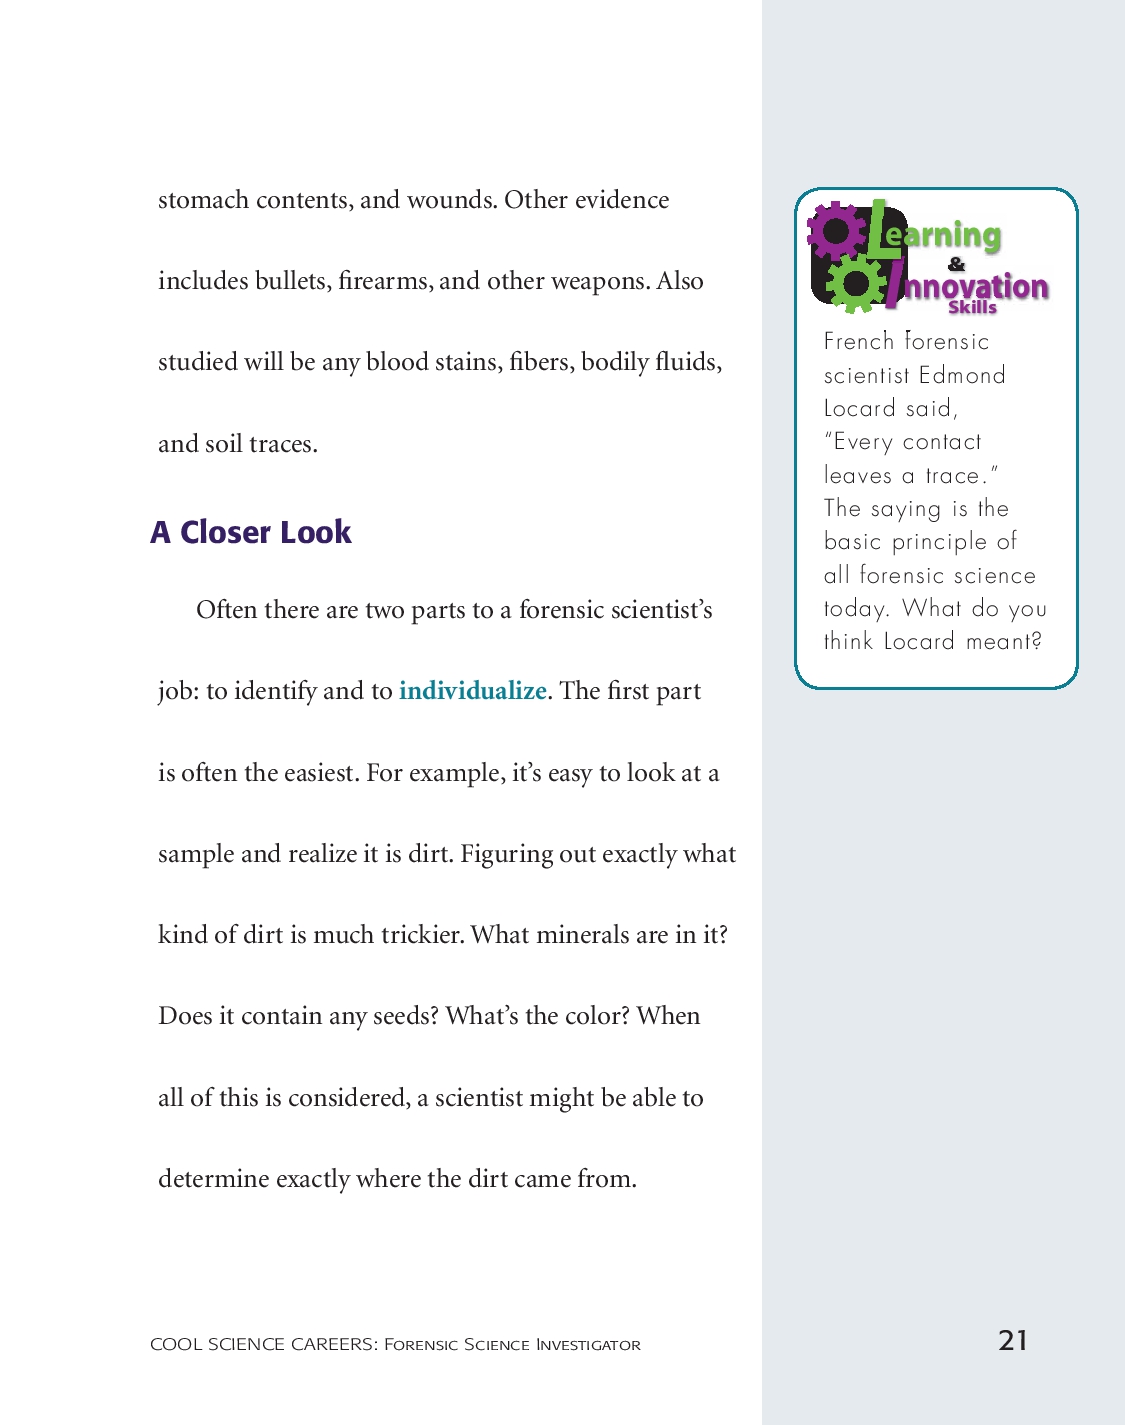 stomach contents, and wounds. Other evidence
includes bullets, firearms, and other weapons. Also
studied will be any blood stains, fibers, bodily fluids,
and soil traces.
A Closer Look
Often there are two parts to a forensic scientist’s
job: to identify and to individualize. The first part
is often the easiest. For example, it’s easy to look at a
sample and realize it is dirt. Figuring out exactly what
kind of dirt is much trickier. What minerals are in it?
Does it contain any seeds? What’s the color? When
all of this is considered, a scientist might be able to
determine exactly where the dirt came from.
Learning
&
Innovation
Skills
French forensic
scientist Edmond
Locard said,
“Every contact
leaves a trace.”
The saying is the
basic principle of
all forensic science
today. What do you
think Locard meant?
COOL SCIENCE CAREERS: Forensic Science Investigator
21